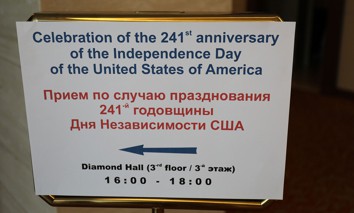 Celebration of the 241st anniversary
of the Independence Day
of the United States of America
Прием по случаю празднования
241-й годовщины
Дня Независимости США
Diamond Hall (3rd floor / 3й этаж)
16:00 - 18:00